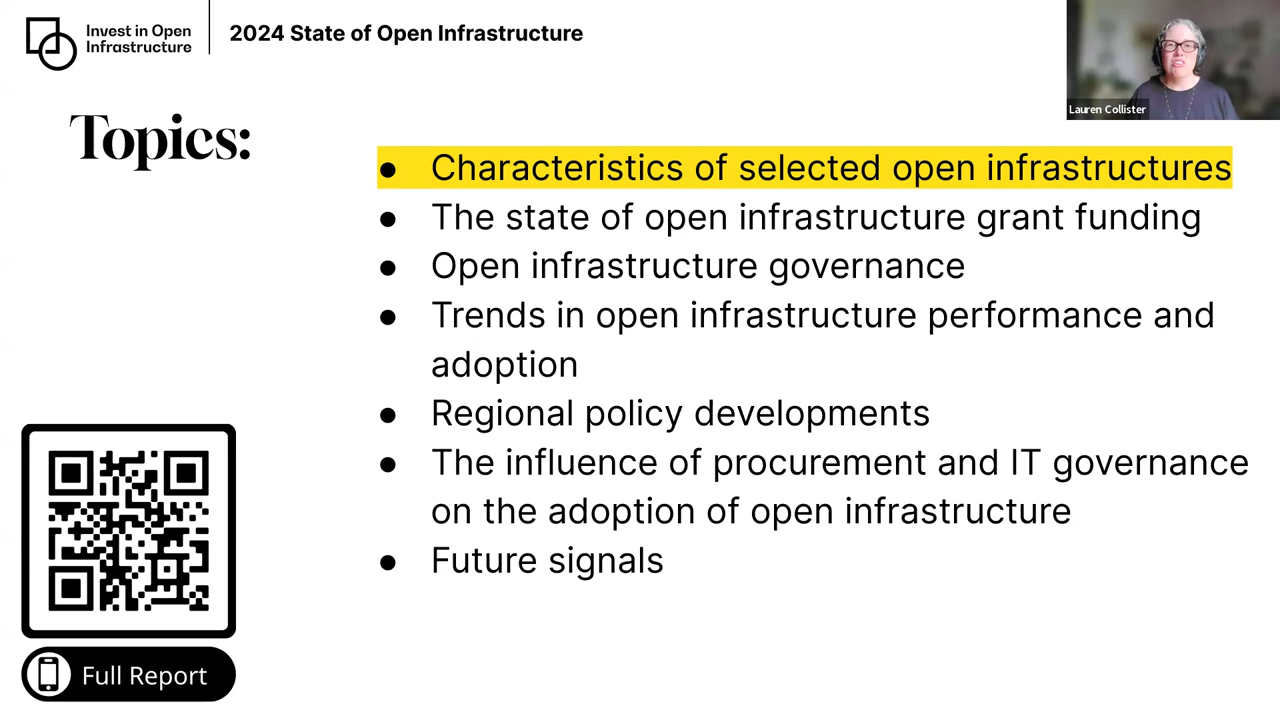 Invest in Open
Infrastructure
2024 State of Open Infrastructure
Lauren Collister
Topics:
● Characteristics of selected open infrastructures
● The state of open infrastructure grant funding
● Open infrastructure governance
● Trends in open infrastructure performance and
adoption
● Regional policy developments
● The influence of procurement and IT governance
on the adoption of open infrastructure
● Future signals
Full Report